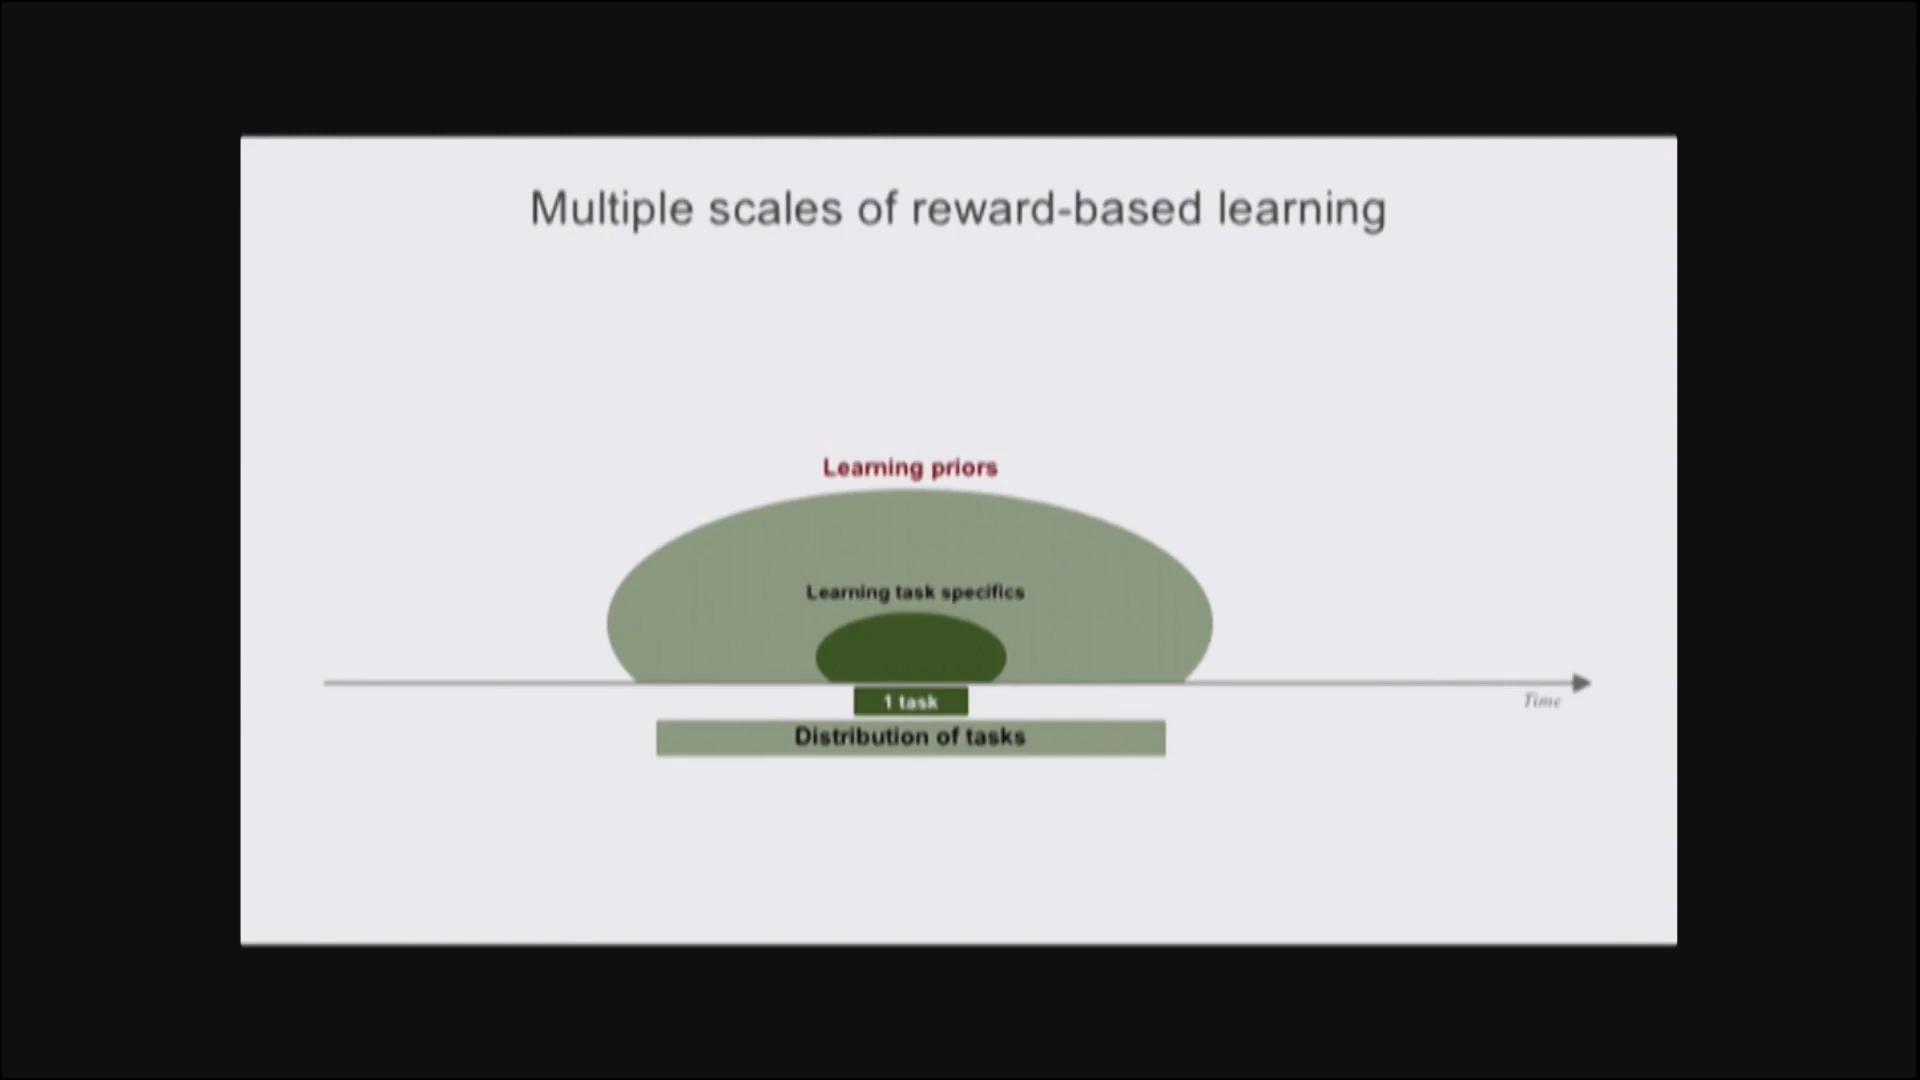 Multiple scales of reward-based learning
Learning priors
Learning task specifics
Time
1 task
Distribution of tasks